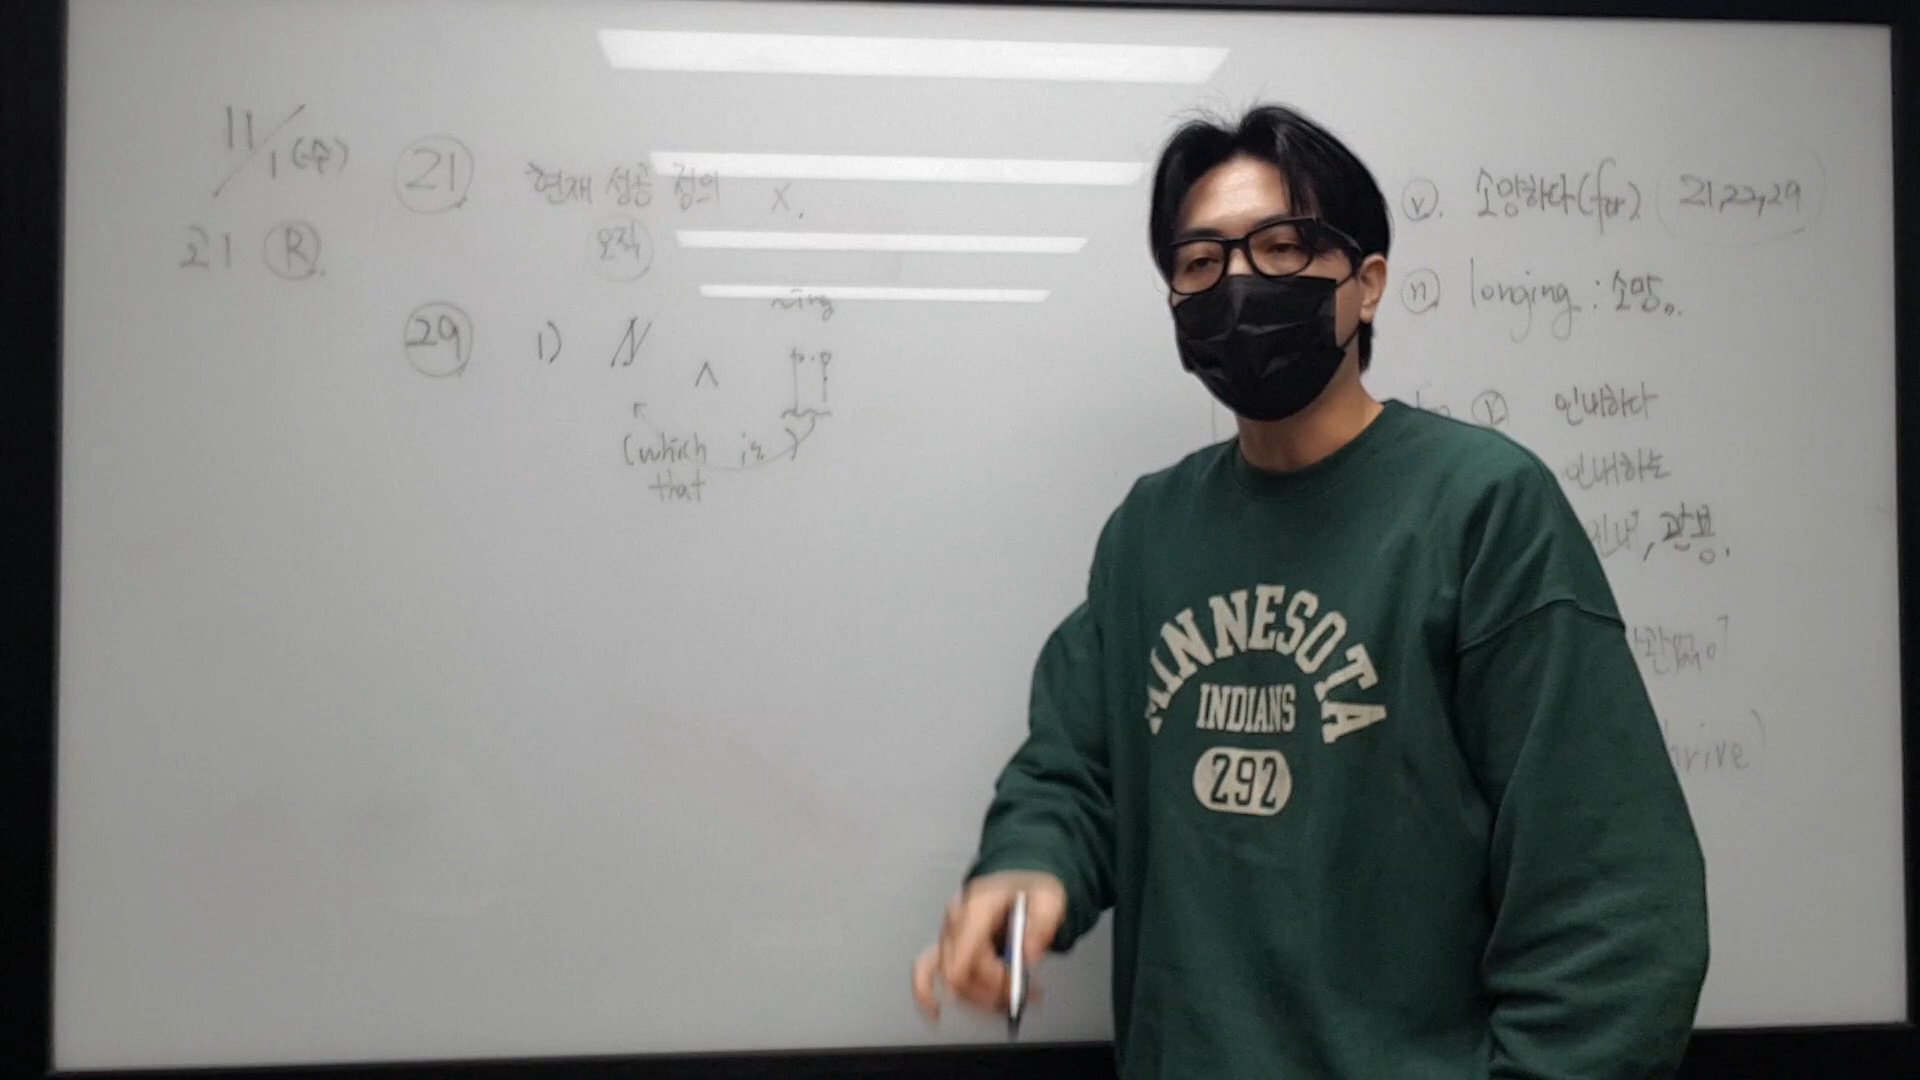 11/1 (수)
21 R.
21 현재 성공 정의 X.
오직
29 1) N ^ ~ing
p.p
(which is)
that
v. 소망하다(for) 21,22,29
n longing : 소망.
v 인내하다
인내하는
인내, 관용.
hrive)
MINNESOTA
INDIANS
292